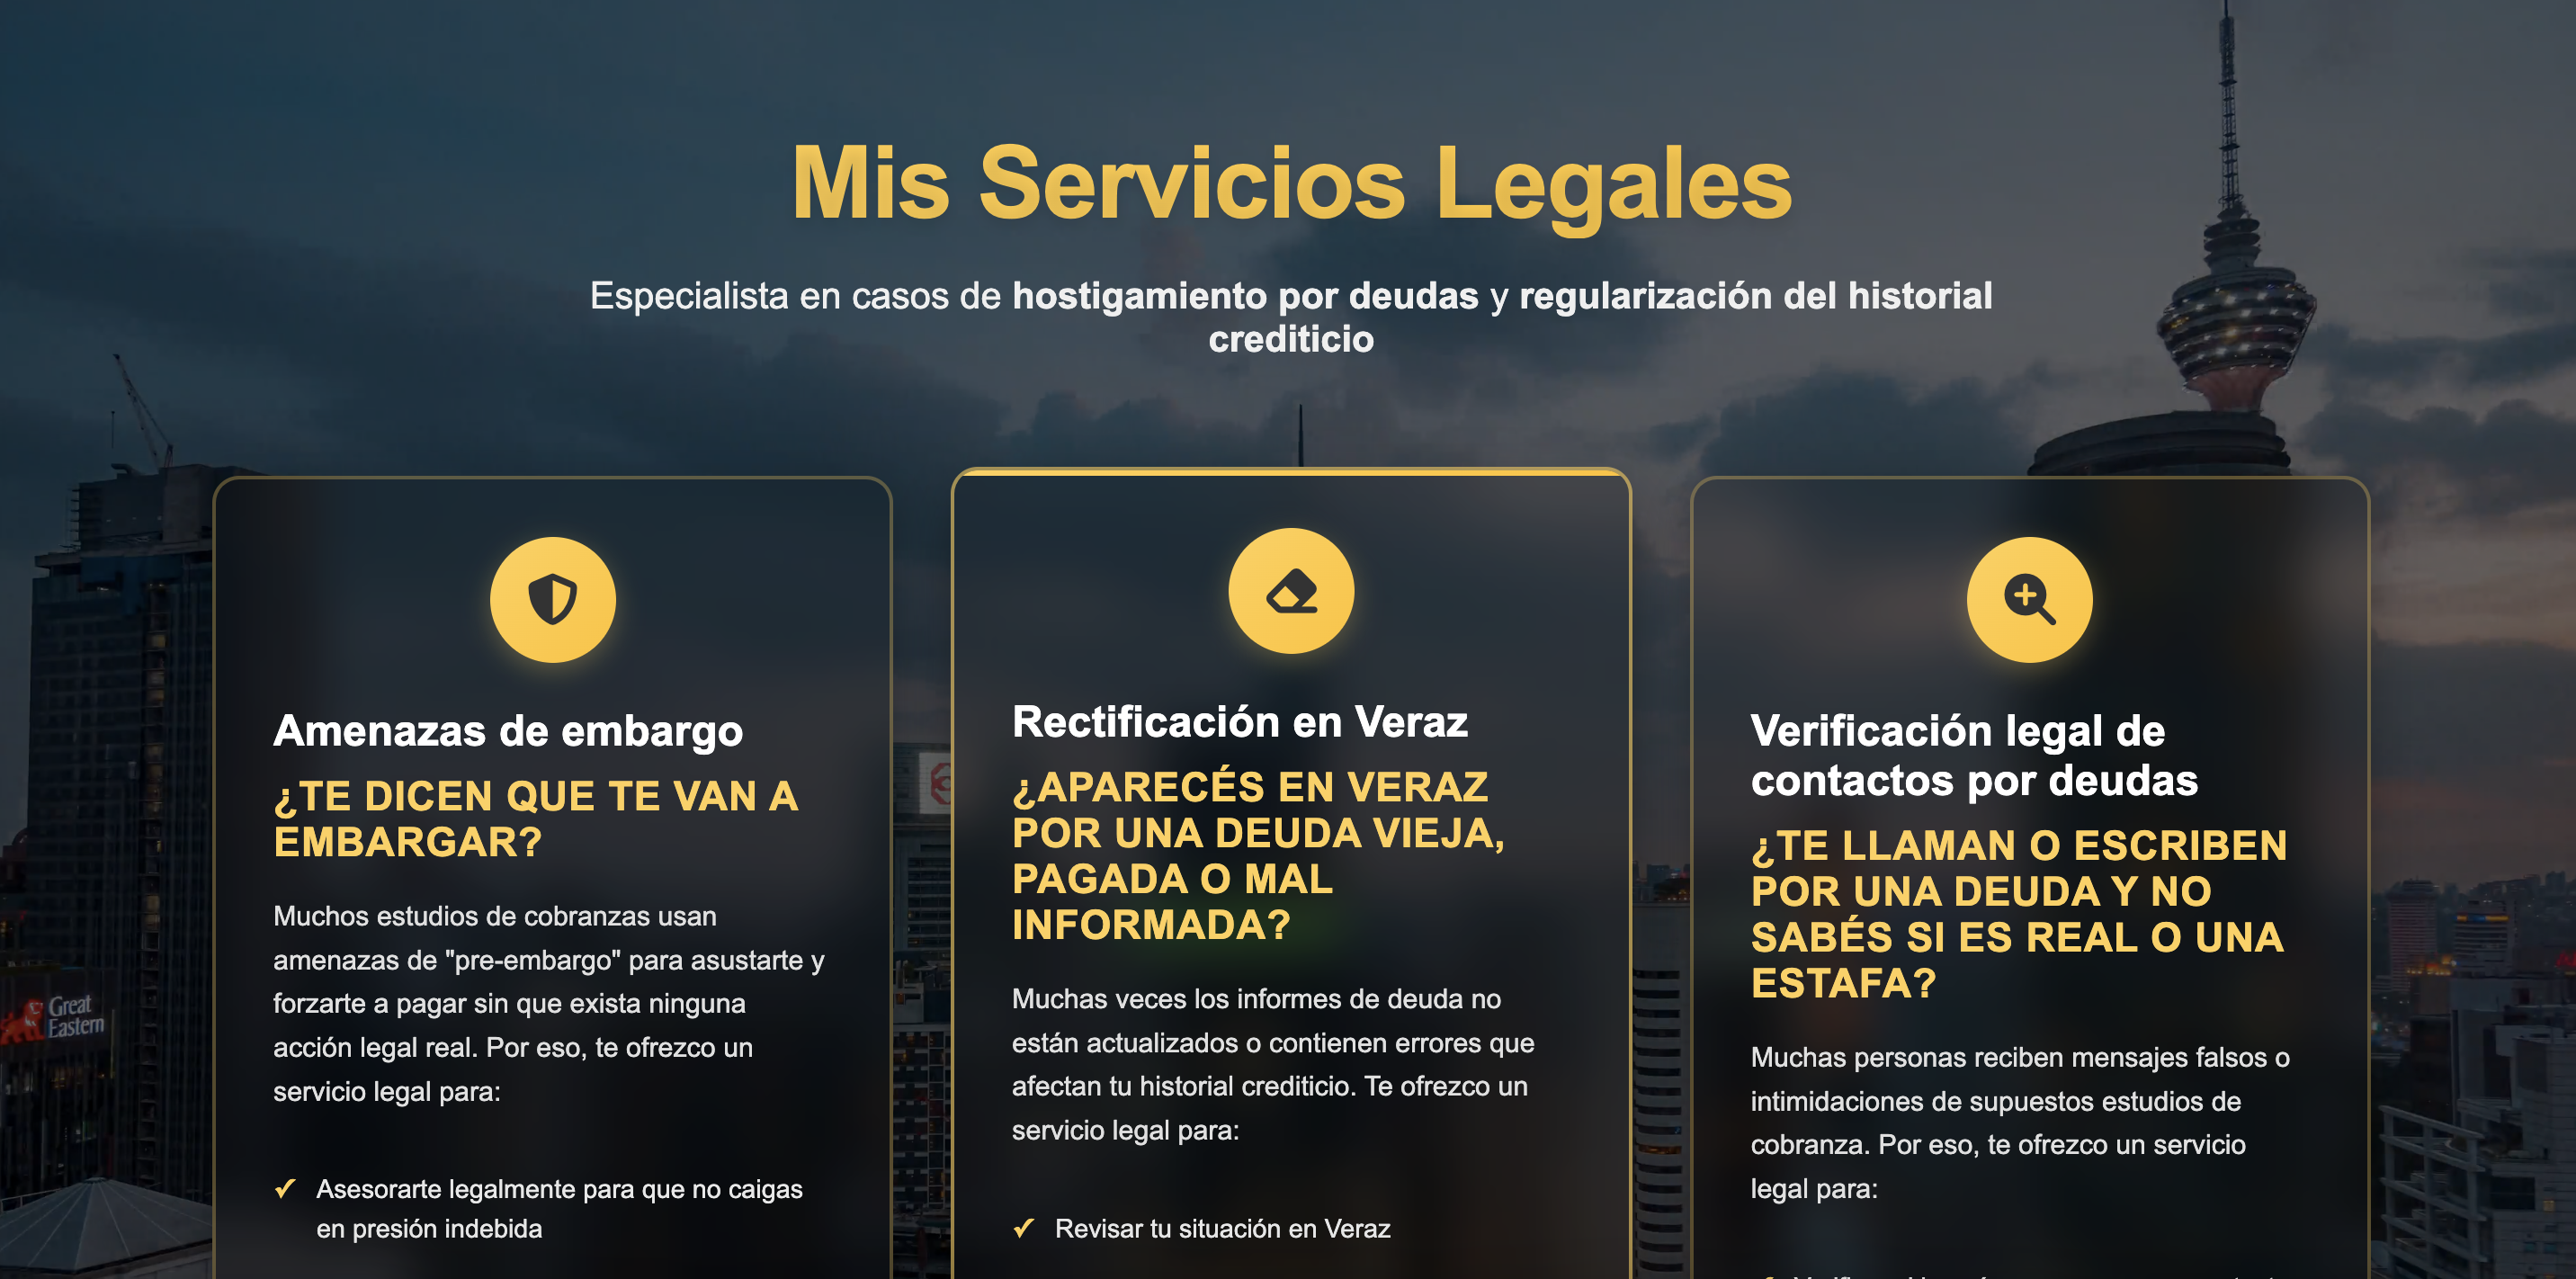 Mis Servicios Legales
Especialista en casos de hostigamiento por deudas y regularización del historial
crediticio
Amenazas de embargo
¿TE DICEN QUE TE VAN A
EMBARGAR?
Muchos estudios de cobranzas usan
amenazas de "pre-embargo" para asustarte y
forzarte a pagar sin que exista ninguna
acción legal real. Por eso, te ofrezco un
servicio legal para:
✓ Asesorarte legalmente para que no caigas
en presión indebida
Rectificación en Veraz
¿APARECÉS EN VERAZ
POR UNA DEUDA VIEJA,
PAGADA O MAL
INFORMADA?
Muchas veces los informes de deuda no
están actualizados o contienen errores que
afectan tu historial crediticio. Te ofrezco un
servicio legal para:
✓ Revisar tu situación en Veraz
Verificación legal de
contactos por deudas
¿TE LLAMAN O ESCRIBEN
POR UNA DEUDA Y NO
SABÉS SI ES REAL O UNA
ESTAFA?
Muchas personas reciben mensajes falsos o
intimidaciones de supuestos estudios de
cobranza. Por eso, te ofrezco un servicio
legal para:
Great
Eastern